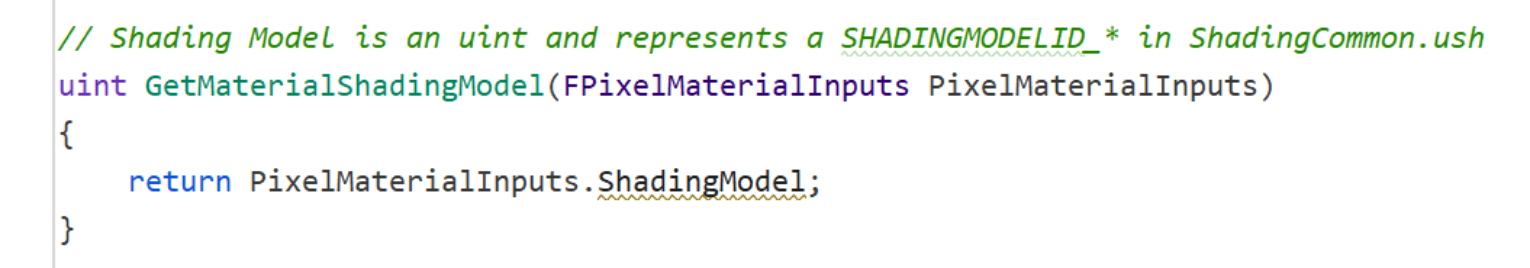 // Shading Model is an uint and represents a SHADINGMODELID_* in ShadingCommon.ush
uint GetMaterialShadingModel(FPixelMaterialInputs PixelMaterialInputs)
{
    return PixelMaterialInputs.ShadingModel;
}